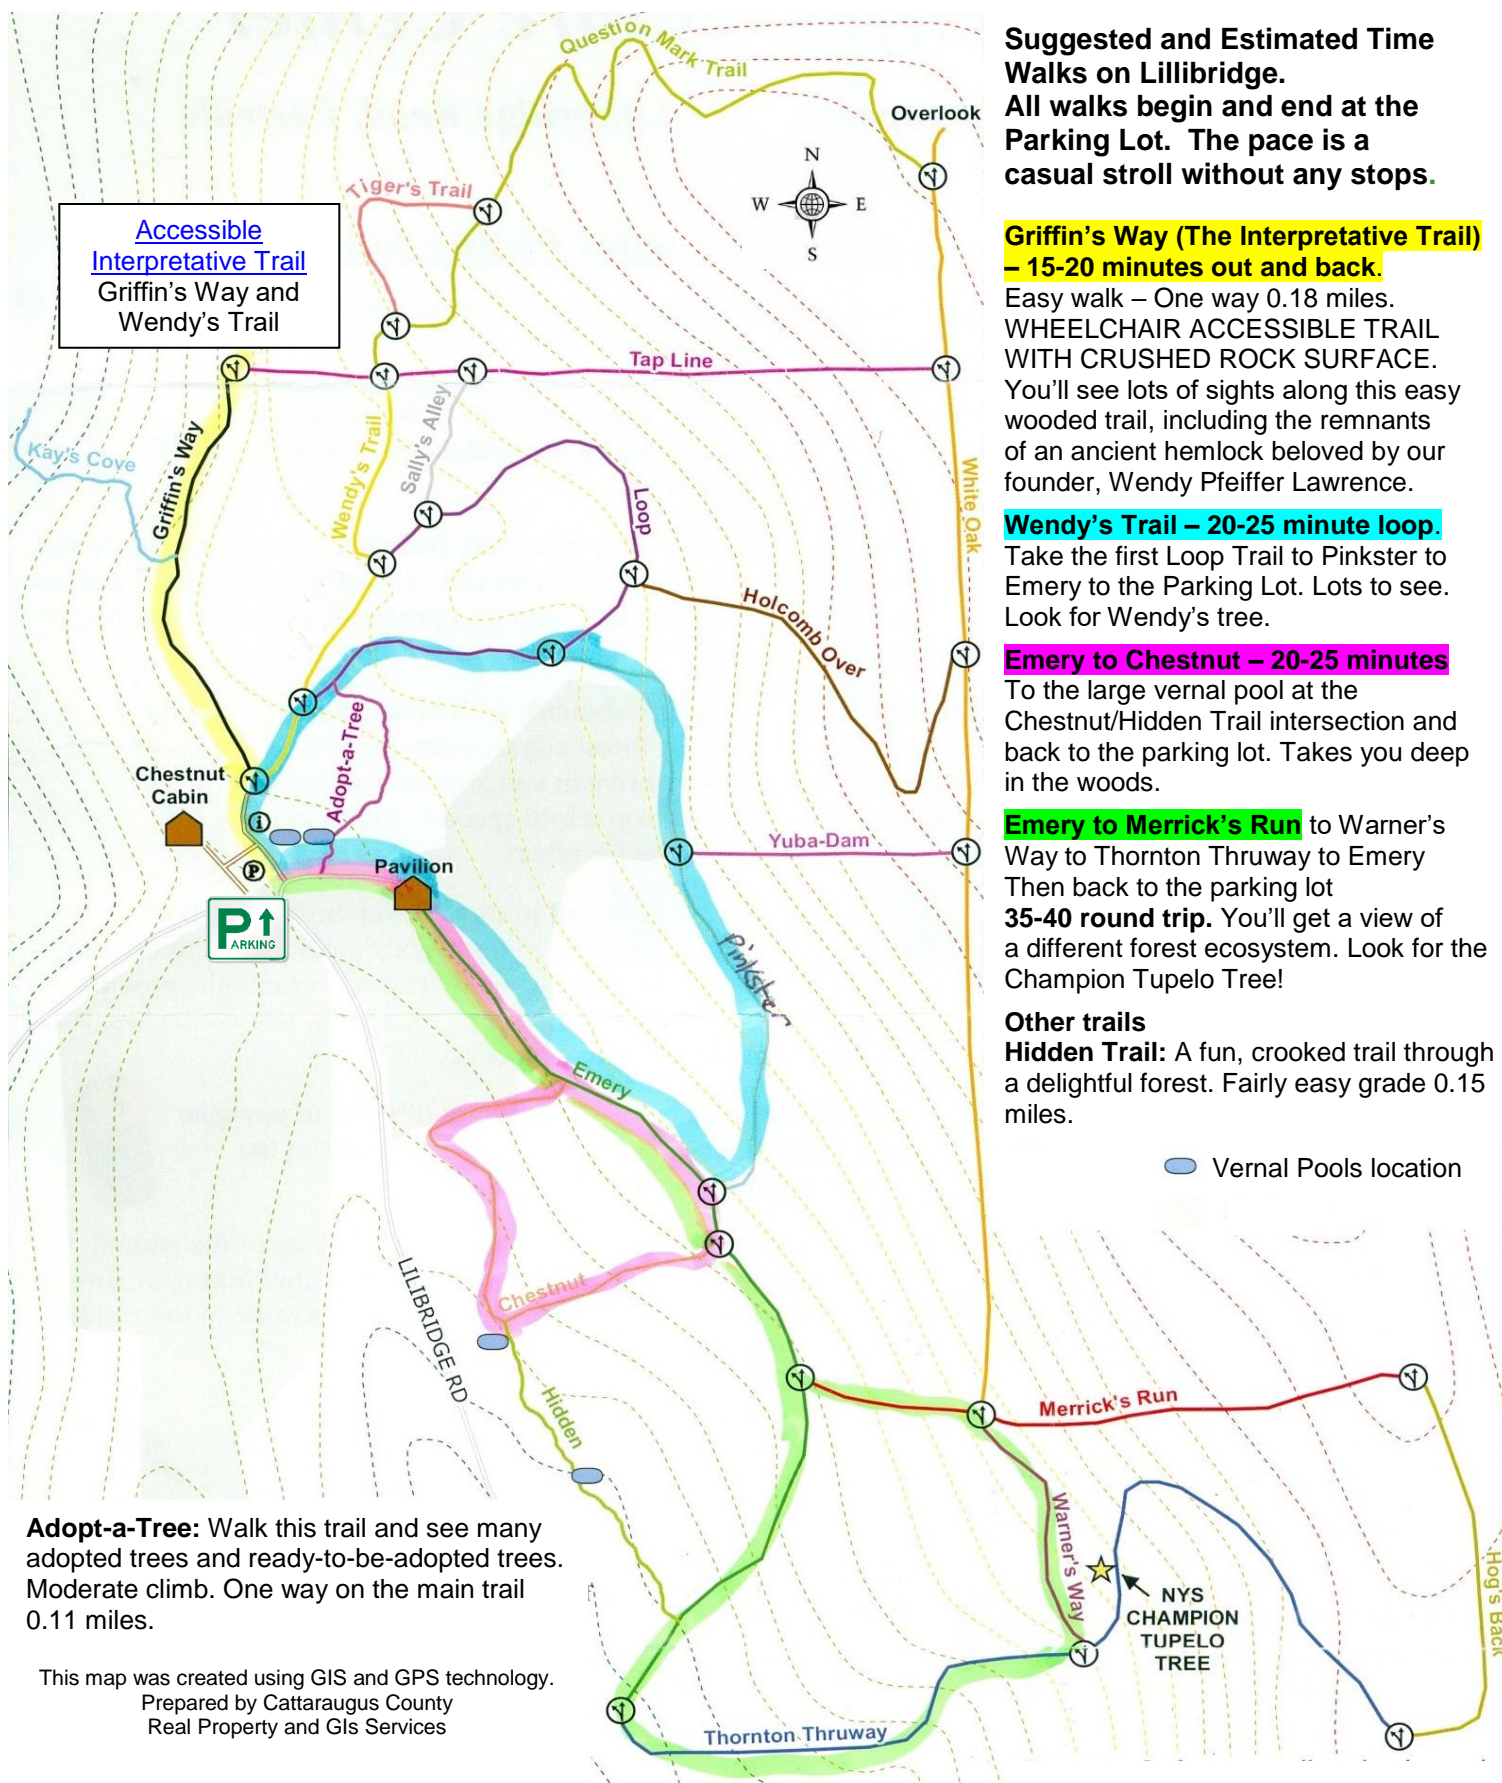 Question Mark Trail
Overlook
N
W E
S
Tiger's Trail
Accessible
Interpretative Trail
Griffin's Way and
Wendy's Trail
Tap Line
Kay's Cove
Griffin's Way
Wendy's Trail
Sally's Alley
Loop
White Oak
Holcomb Over
Adopt-a-Tree
Chestnut
Cabin
i
P
Pavilion
P
ARKING
Yuba-Dam
Pinkster
Emery
Chestnut
LILIBRIDGE RD
Hidden
Merrick's Run
Warner's Way
Hog's Back
NYS
CHAMPION
TUPELO
TREE
Thornton Thruway
Suggested and Estimated Time
Walks on Lillibridge.
All walks begin and end at the
Parking Lot. The pace is a
casual stroll without any stops.
Griffin's Way (The Interpretative Trail)
– 15-20 minutes out and back.
Easy walk – One way 0.18 miles.
WHEELCHAIR ACCESSIBLE TRAIL
WITH CRUSHED ROCK SURFACE.
You'll see lots of sights along this easy
wooded trail, including the remnants
of an ancient hemlock beloved by our
founder, Wendy Pfeiffer Lawrence.
Wendy's Trail – 20-25 minute loop.
Take the first Loop Trail to Pinkster to
Emery to the Parking Lot. Lots to see.
Look for Wendy's tree.
Emery to Chestnut – 20-25 minutes
To the large vernal pool at the
Chestnut/Hidden Trail intersection and
back to the parking lot. Takes you deep
in the woods.
Emery to Merrick's Run to Warner's
Way to Thornton Thruway to Emery
Then back to the parking lot
35-40 round trip. You'll get a view of
a different forest ecosystem. Look for the
Champion Tupelo Tree!
Other trails
Hidden Trail: A fun, crooked trail through
a delightful forest. Fairly easy grade 0.15
miles.
Vernal Pools location
Adopt-a-Tree: Walk this trail and see many
adopted trees and ready-to-be-adopted trees.
Moderate climb. One way on the main trail
0.11 miles.
This map was created using GIS and GPS technology.
Prepared by Cattaraugus County
Real Property and GIs Services